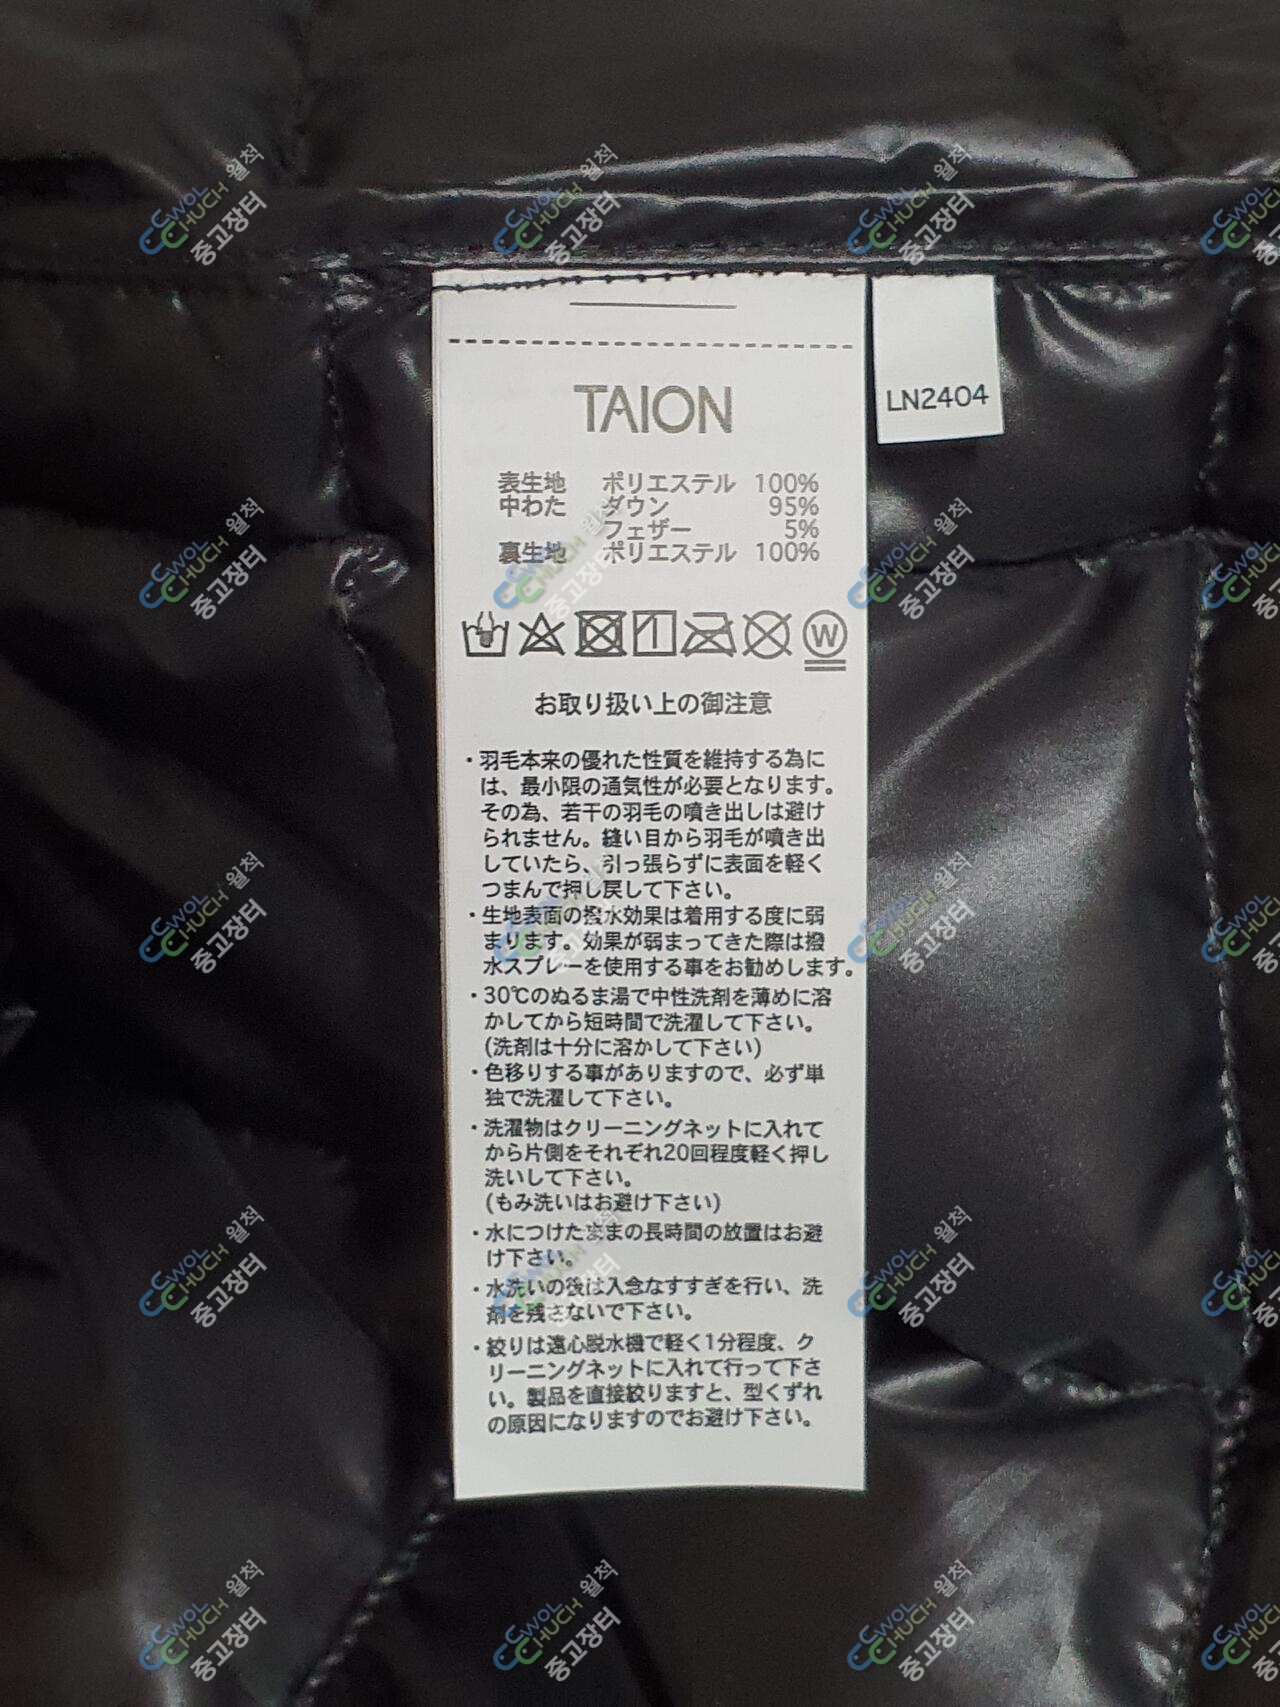 TAION
LN2404
表生地 ポリエステル 100%
中わた ダウン 95%
フェザー 5%
裏生地 ポリエステル 100%
W
お取り扱い上の御注意
・羽毛本来の優れた性質を維持する為に
は、最小限の通気性が必要となります。
その為、若干の羽毛の噴き出しは避け
られません。縫い目から羽毛が噴き出
していたら、引っ張らずに表面を軽く
つまんで押し戻して下さい。
・生地表面の撥水効果は着用する度に弱
まります。効果が弱まってきた際は撥
水スプレーを使用する事をお勧めします。
・30℃のぬるま湯で中性洗剤を薄めに溶
かしてから短時間で洗濯して下さい。
(洗剤は十分に溶かして下さい)
・色移りする事がありますので、必ず単
独で洗濯して下さい。
・洗濯物はクリーニングネットに入れて
から片側をそれぞれ20回程度軽く押し
洗いして下さい。
(もみ洗いはお避け下さい)
・水につけたままの長時間の放置はお避
け下さい。
・水洗いの後は入念なすすぎを行い、洗
剤を残さないで下さい。
・絞りは遠心脱水機で軽く1分程度、ク
リーニングネットに入れて行って下さ
い。製品を直接絞りますと、型くずれ
の原因になりますのでお避け下さい。
WOL CHUCH 월척
중고장터